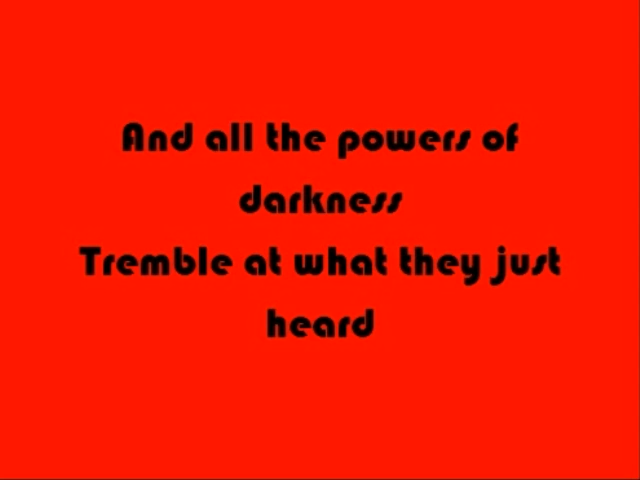 And all the powers of
darkness
Tremble at what they just
heard